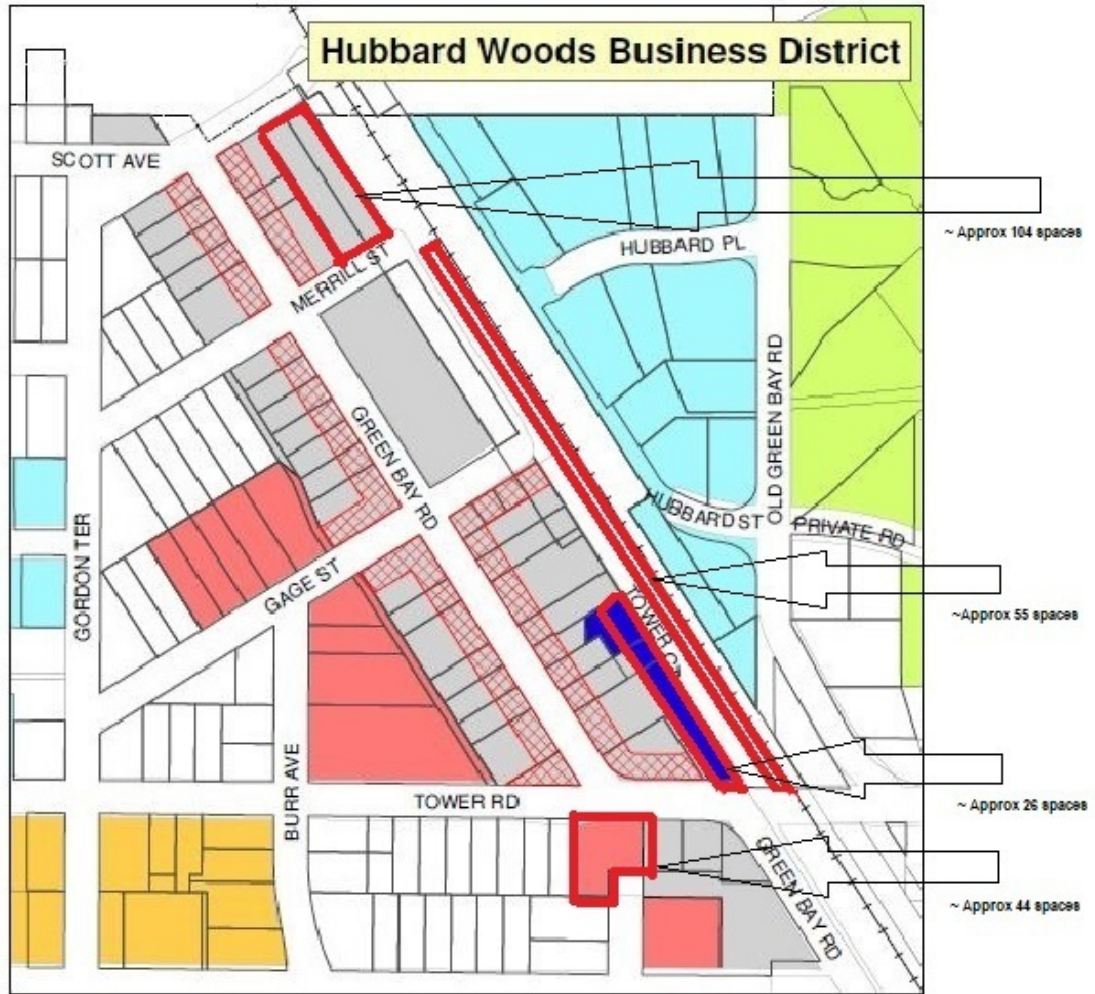 Hubbard Woods Business District
SCOTT AVE
~ Approx 104 spaces
HUBBARD PL
MERRILL ST
OLD GREEN BAY RD
GREEN BAY RD
HUBBARD ST
PRIVATE RD
GORDON TER
GAGE ST
~Approx 55 spaces
TOWER
BURR AVE
TOWER RD
~ Approx 26 spaces
GREEN BAY RD
~ Approx 44 spaces